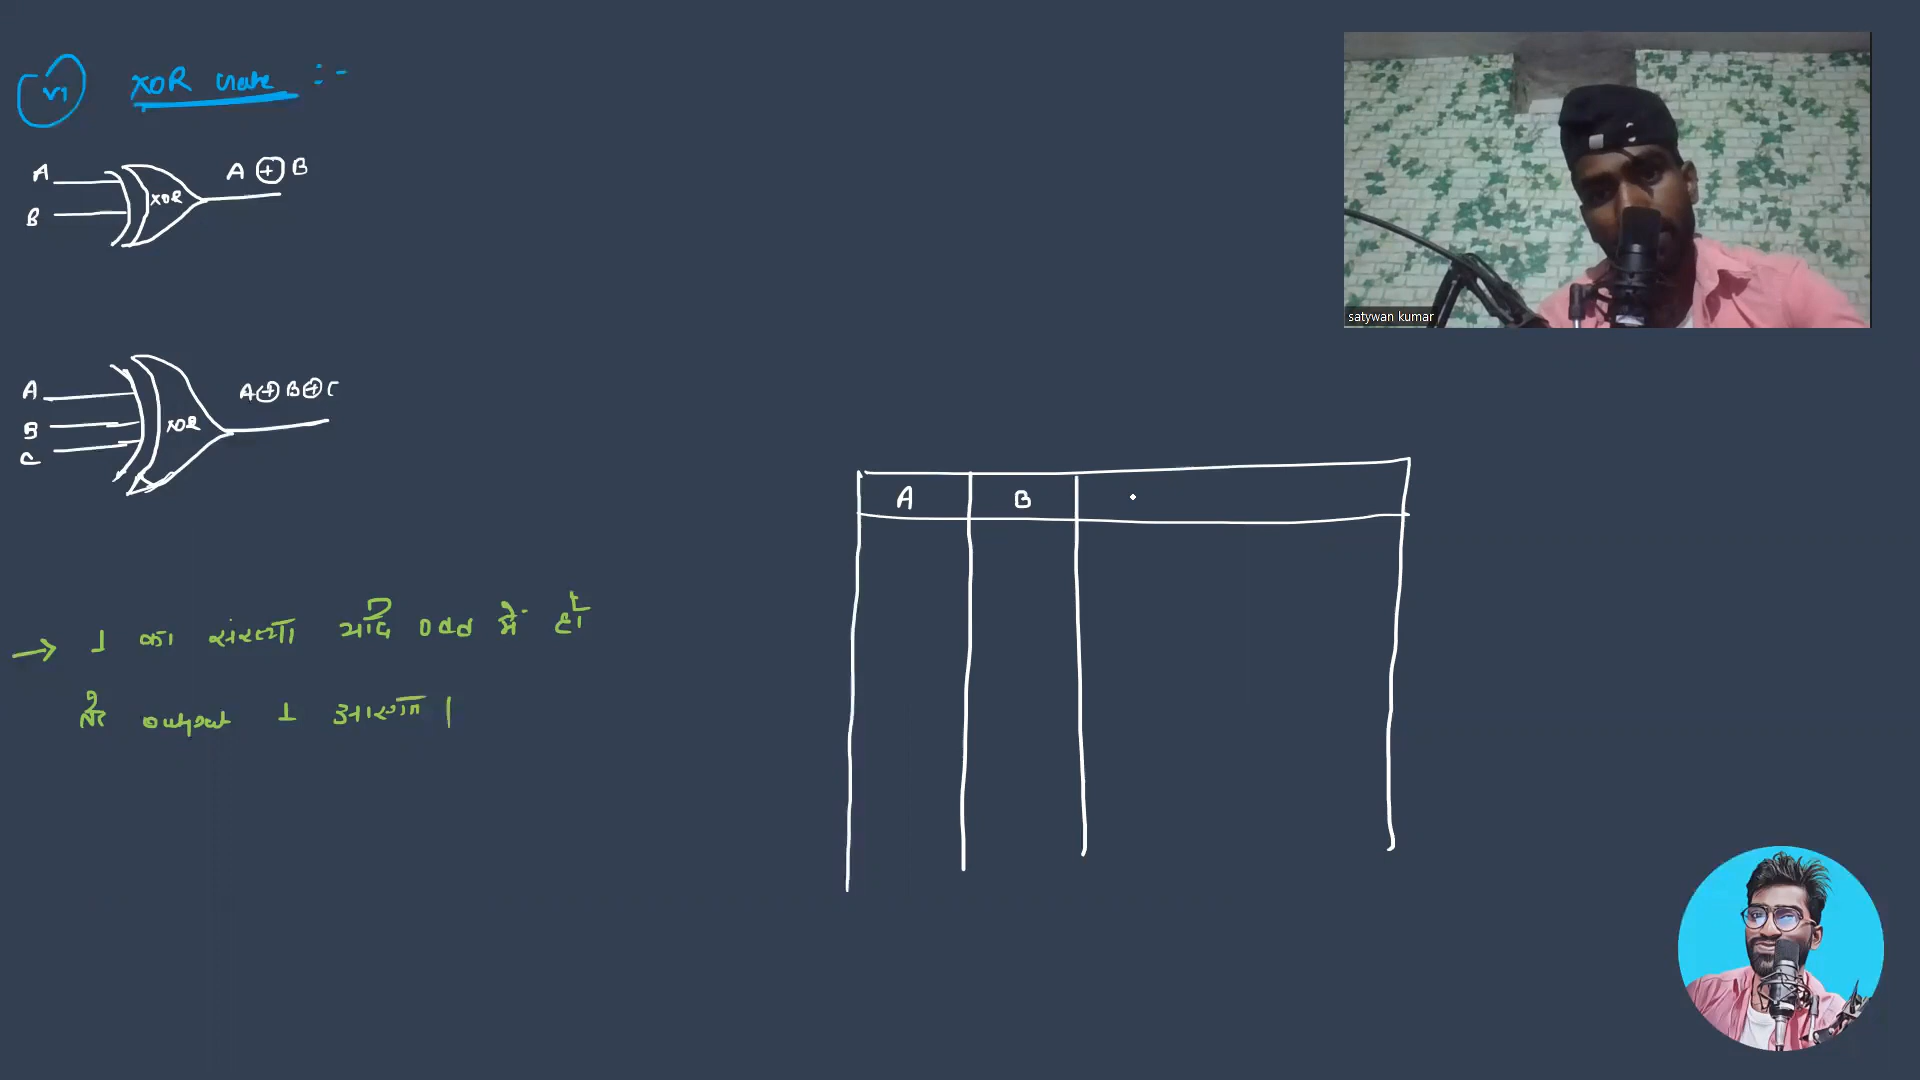 VI XOR Gate :-
A
B
XOR
A ⊕ B
A
B
C
XOR
A⊕B⊕C
A B
→ 1 का संख्या यदि odd में हो
तो output 1 आएगा |
satywan kumar